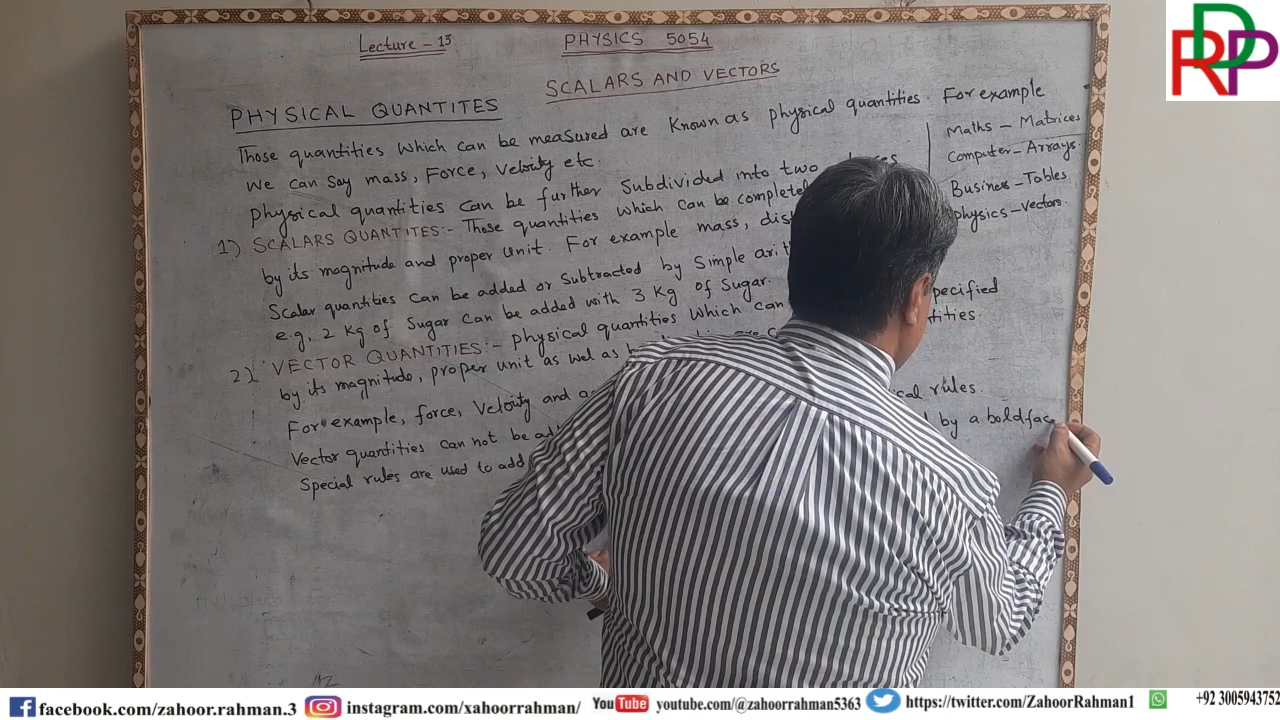 RDP
Lecture - 13
PHYSICS 5054
SCALARS AND VECTORS
PHYSICAL QUANTITES
Those quantities which can be measured are Known as physical quantities. For example
we can say mass, Force, Velocity etc.
physical quantities can be further Subdivided into two
1) SCALARS QUANTITES:- Those quantities which can be completel
by its magnitude and proper unit. For example mass, dis
Scalar quantities can be added or Subtracted by Simple arit
e.g, 2 Kg of Sugar can be added with 3 Kg of Sugar.
2) VECTOR QUANTITIES:- physical quantities which can pecified
by its magnitude, proper unit as wel as tities.
For example, force, Velocity and a
Vector quantities can not be ad cal rules.
Special rules are used to add by a boldfac
Maths - Matrices
Computer - Arrays.
Business - Tables
physics - Vectors.
facebook.com/zahoor.rahman.3
instagram.com/xahoorrahman/
YouTube youtube.com/@zahoorrahman5363
https://twitter.com/ZahoorRahman1
+92 3005943752